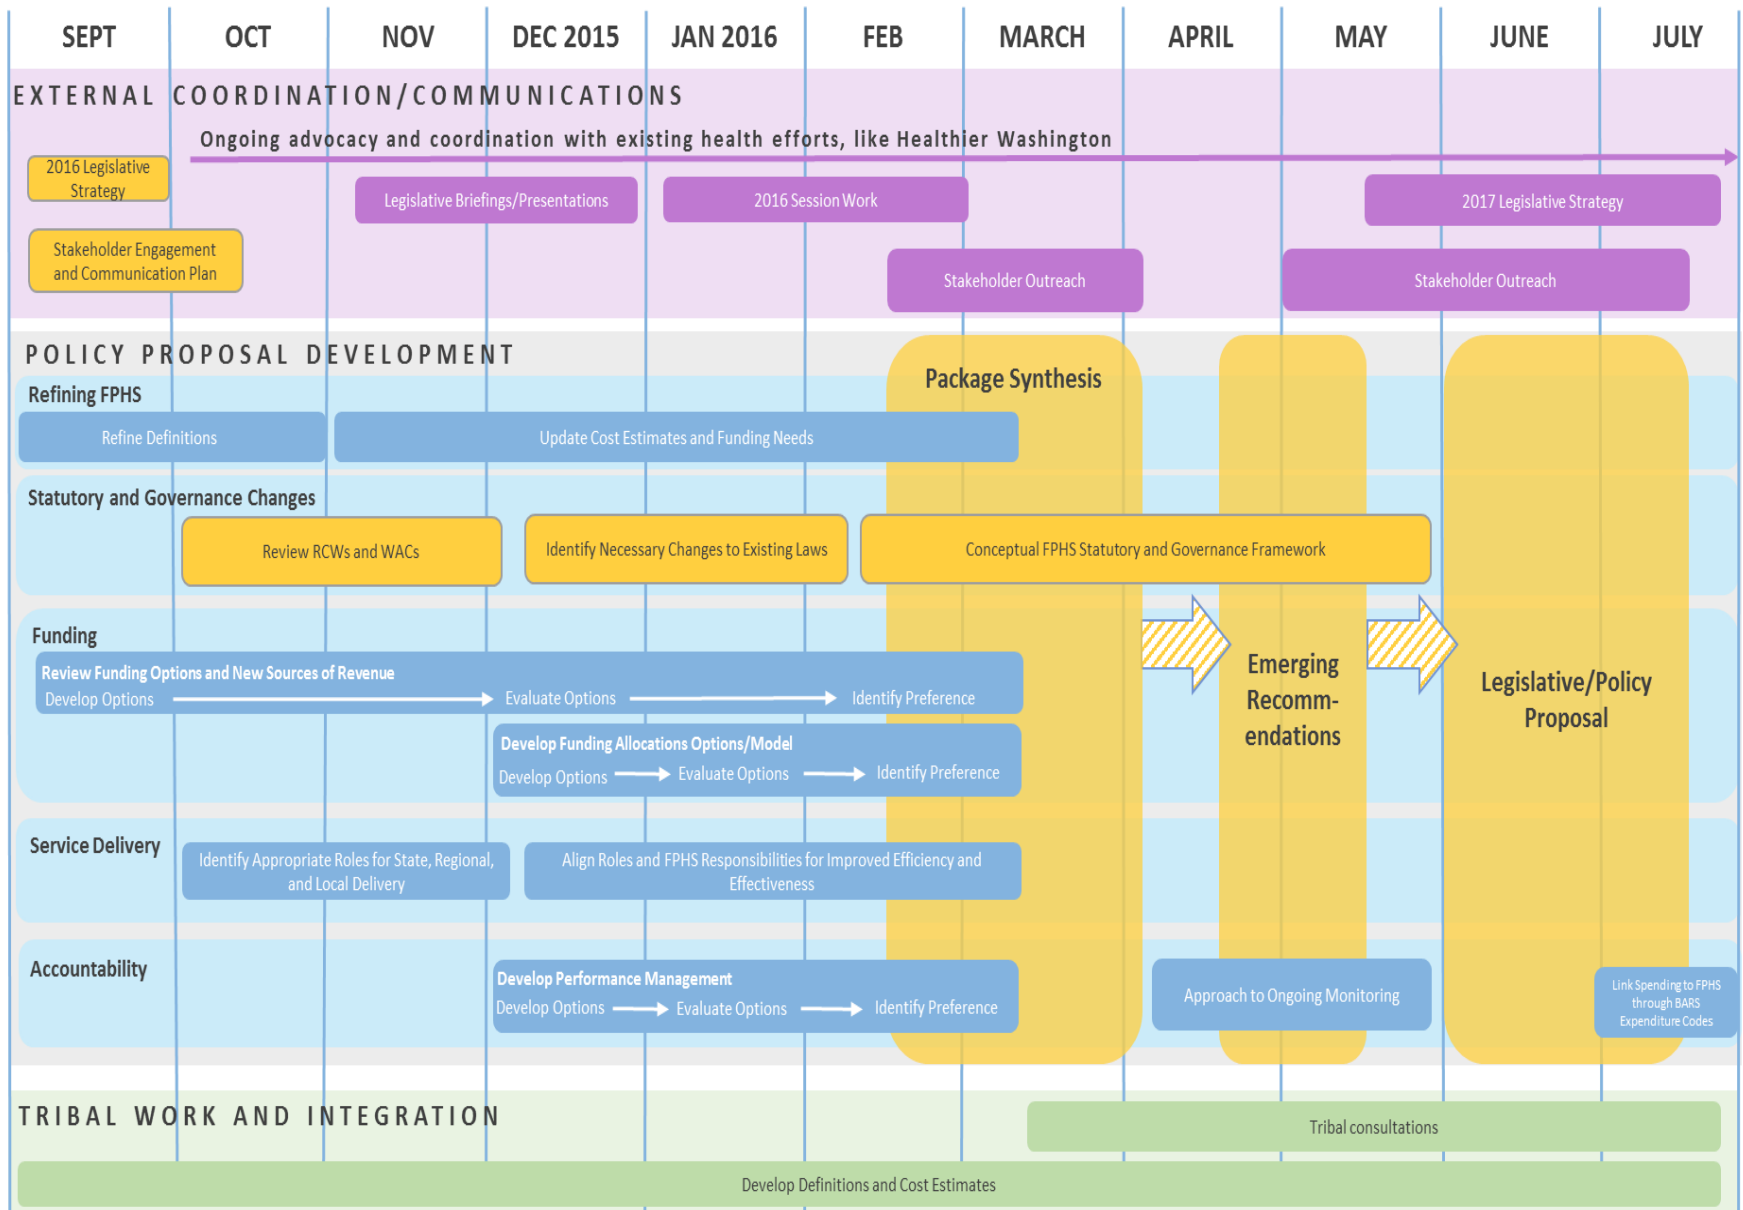 SEPT OCT NOV DEC 2015 JAN 2016 FEB MARCH APRIL MAY JUNE JULY
EXTERNAL COORDINATION/COMMUNICATIONS
Ongoing advocacy and coordination with existing health efforts, like Healthier Washington
2016 Legislative
Strategy
Legislative Briefings/Presentations
2016 Session Work
2017 Legislative Strategy
Stakeholder Engagement
and Communication Plan
Stakeholder Outreach
Stakeholder Outreach
POLICY PROPOSAL DEVELOPMENT
Package Synthesis
Refining FPHS
Refine Definitions
Update Cost Estimates and Funding Needs
Statutory and Governance Changes
Review RCWs and WACs
Identify Necessary Changes to Existing Laws
Conceptual FPHS Statutory and Governance Framework
Funding
Review Funding Options and New Sources of Revenue
Develop Options
Evaluate Options
Identify Preference
Develop Funding Allocations Options/Model
Develop Options
Evaluate Options
Identify Preference
Emerging
Recomm-
endations
Legislative/Policy
Proposal
Service Delivery
Identify Appropriate Roles for State, Regional,
and Local Delivery
Align Roles and FPHS Responsibilities for Improved Efficiency and
Effectiveness
Accountability
Develop Performance Management
Develop Options
Evaluate Options
Identify Preference
Approach to Ongoing Monitoring
Link Spending to FPHS
through BARS
Expenditure Codes
TRIBAL WORK AND INTEGRATION
Tribal consultations
Develop Definitions and Cost Estimates